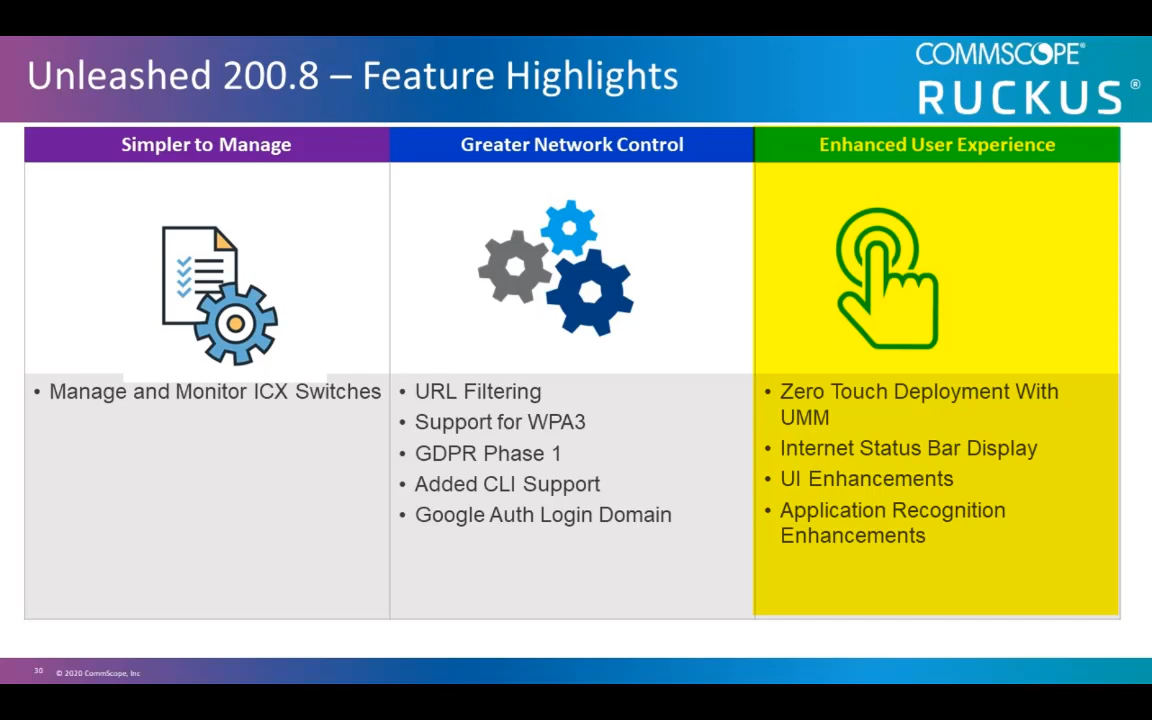 Unleashed 200.8 – Feature Highlights
COMMSCOPE®
RUCKUS®
Simpler to Manage
Greater Network Control
Enhanced User Experience
• Manage and Monitor ICX Switches
• URL Filtering
• Support for WPA3
• GDPR Phase 1
• Added CLI Support
• Google Auth Login Domain
• Zero Touch Deployment With
UMM
• Internet Status Bar Display
• UI Enhancements
• Application Recognition
Enhancements
30
© 2020 CommScope, Inc